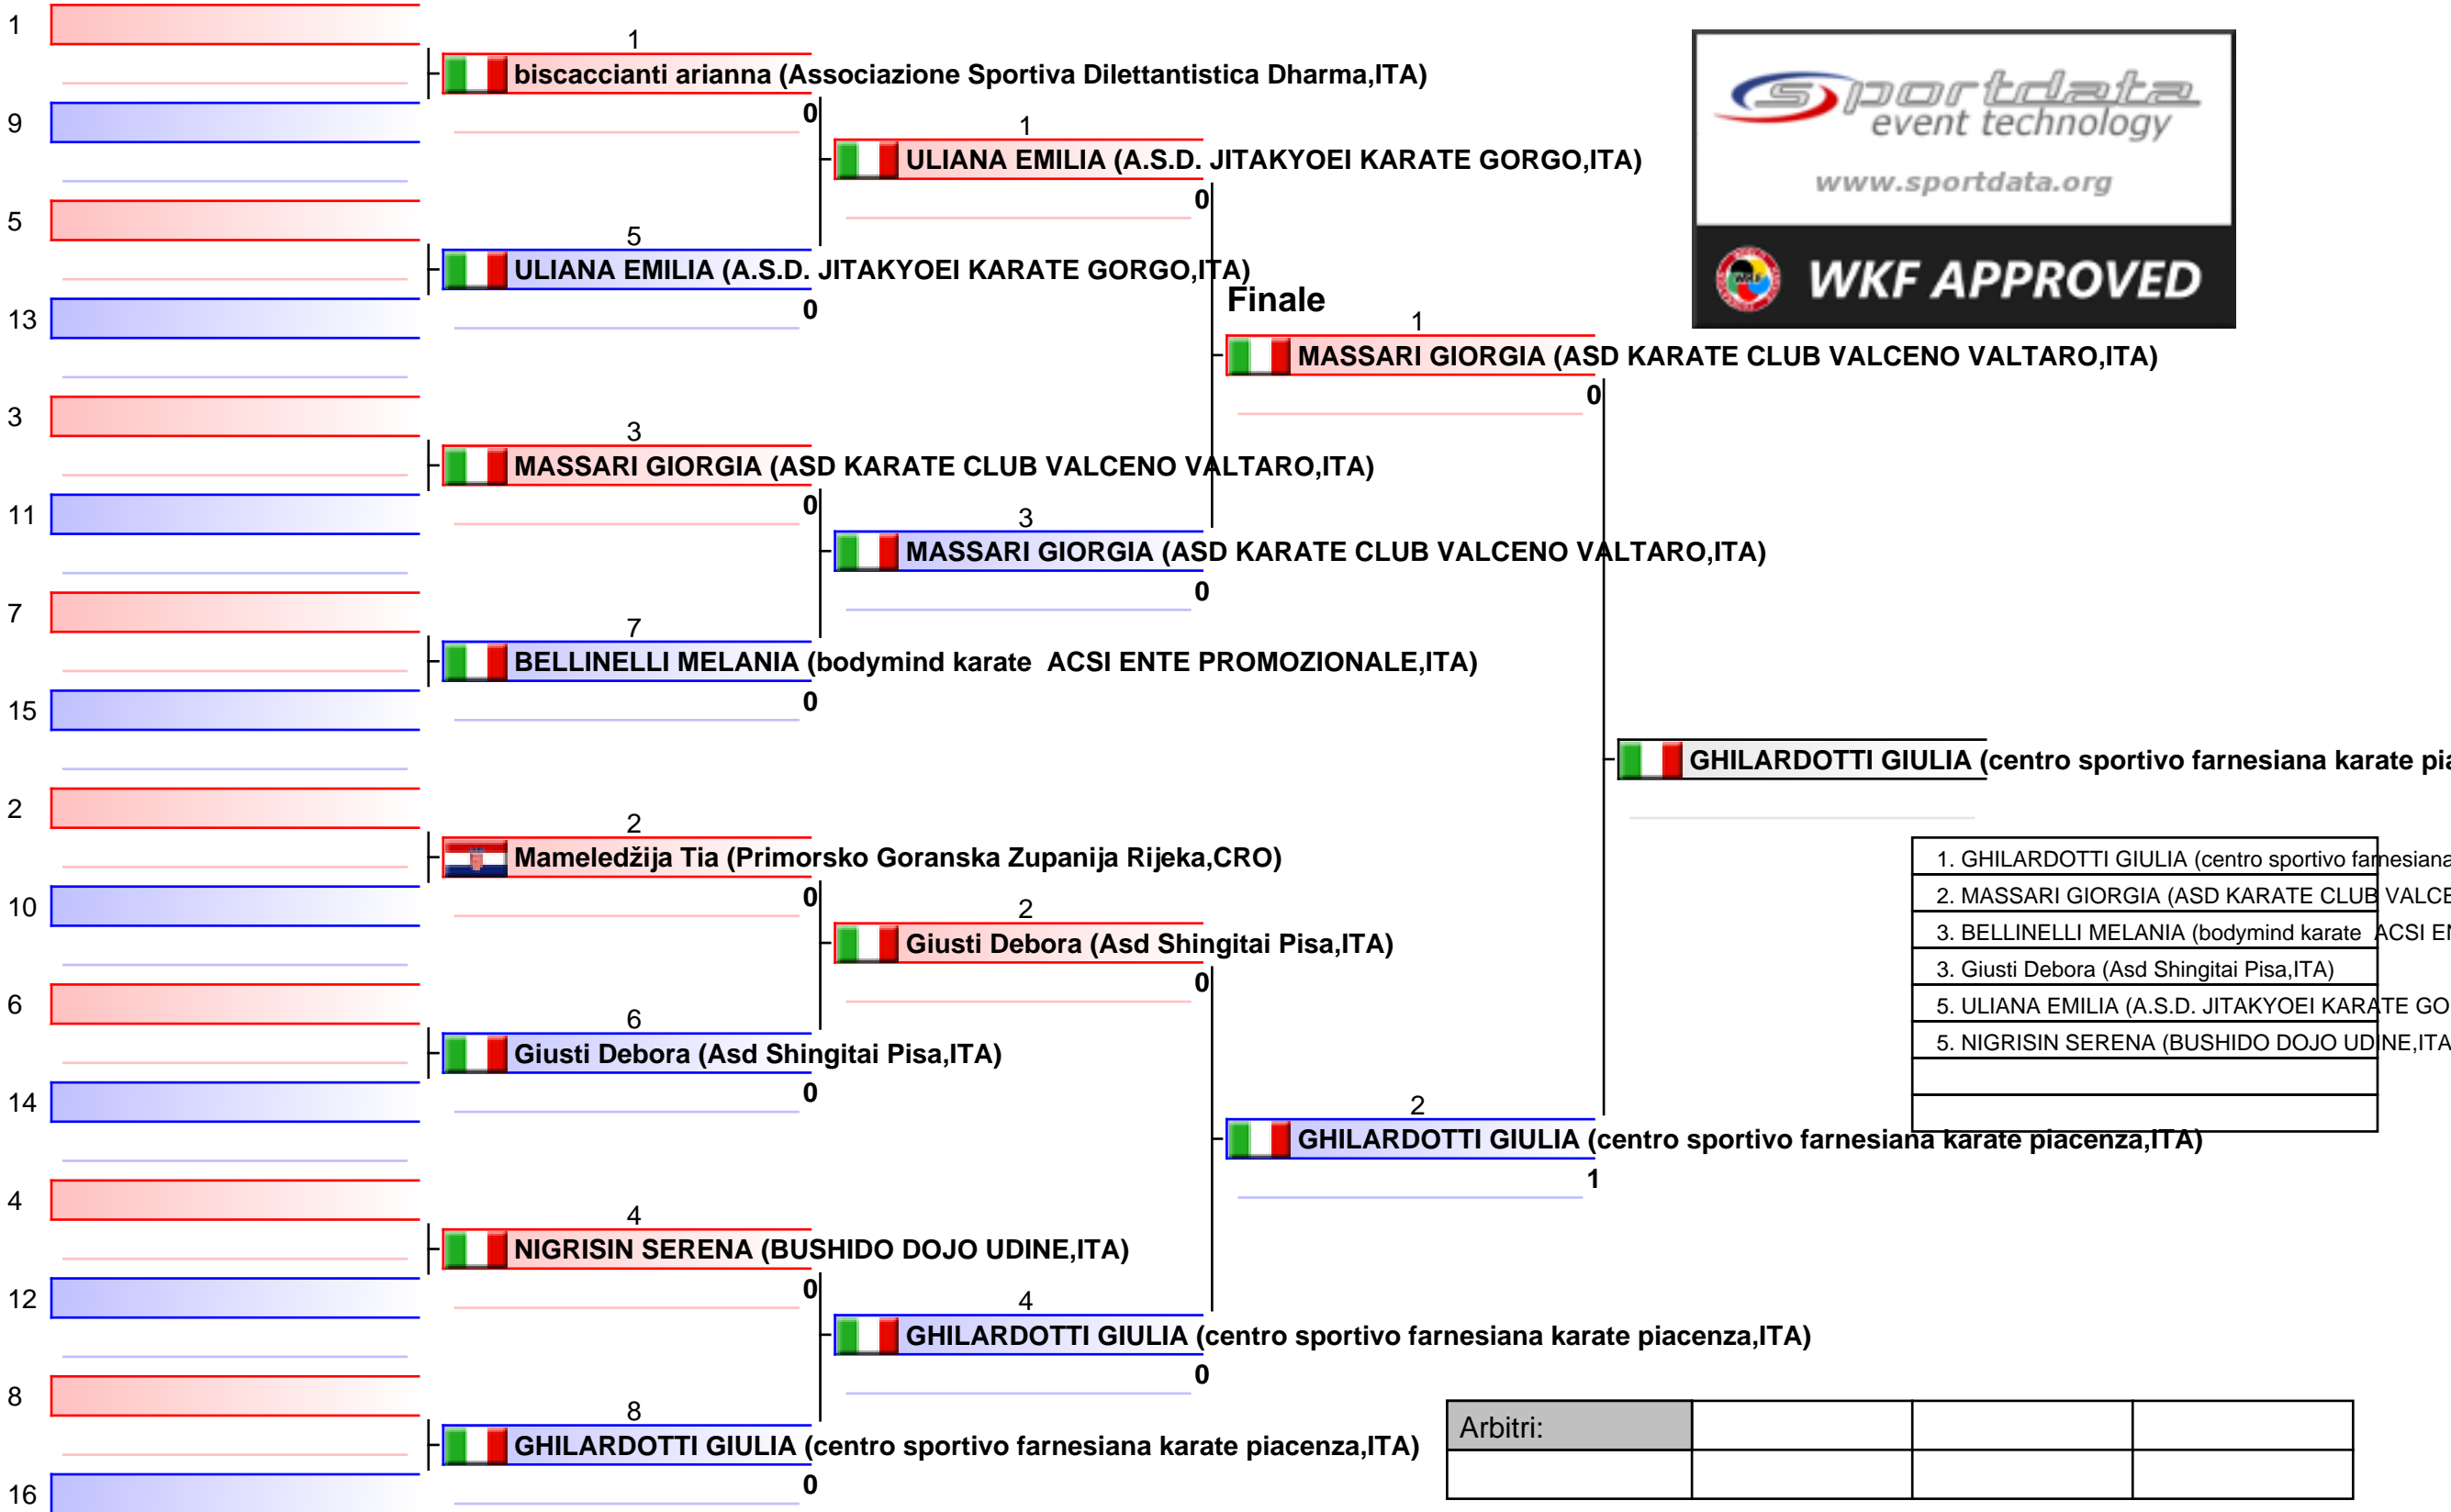 1
9
5
13
3
11
7
15
2
10
6
14
4
12
8
16
1
biscaccianti arianna (Associazione Sportiva Dilettantistica Dharma,ITA)
0
5
ULIANA EMILIA (A.S.D. JITAKYOEI KARATE GORGO,ITA)
0
3
MASSARI GIORGIA (ASD KARATE CLUB VALCENO VALTARO,ITA)
0
7
BELLINELLI MELANIA (bodymind karate  ACSI ENTE PROMOZIONALE,ITA)
0
2
Mameledžija Tia (Primorsko Goranska Zupanija Rijeka,CRO)
0
6
Giusti Debora (Asd Shingitai Pisa,ITA)
0
4
NIGRISIN SERENA (BUSHIDO DOJO UDINE,ITA)
0
8
GHILARDOTTI GIULIA (centro sportivo farnesiana karate piacenza,ITA)
0
1
ULIANA EMILIA (A.S.D. JITAKYOEI KARATE GORGO,ITA)
0
3
MASSARI GIORGIA (ASD KARATE CLUB VALCENO VALTARO,ITA)
0
2
Giusti Debora (Asd Shingitai Pisa,ITA)
0
4
GHILARDOTTI GIULIA (centro sportivo farnesiana karate piacenza,ITA)
0
Finale
1
MASSARI GIORGIA (ASD KARATE CLUB VALCENO VALTARO,ITA)
0
2
GHILARDOTTI GIULIA (centro sportivo farnesiana karate piacenza,ITA)
1
GHILARDOTTI GIULIA (centro sportivo farnesiana karate pia
sportdata
event technology
www.sportdata.org
WKF
WKF APPROVED
1. GHILARDOTTI GIULIA (centro sportivo farnesiana
2. MASSARI GIORGIA (ASD KARATE CLUB VALCE
3. BELLINELLI MELANIA (bodymind karate  ACSI EN
3. Giusti Debora (Asd Shingitai Pisa,ITA)
5. ULIANA EMILIA (A.S.D. JITAKYOEI KARATE GO
5. NIGRISIN SERENA (BUSHIDO DOJO UDINE,ITA
Arbitri: